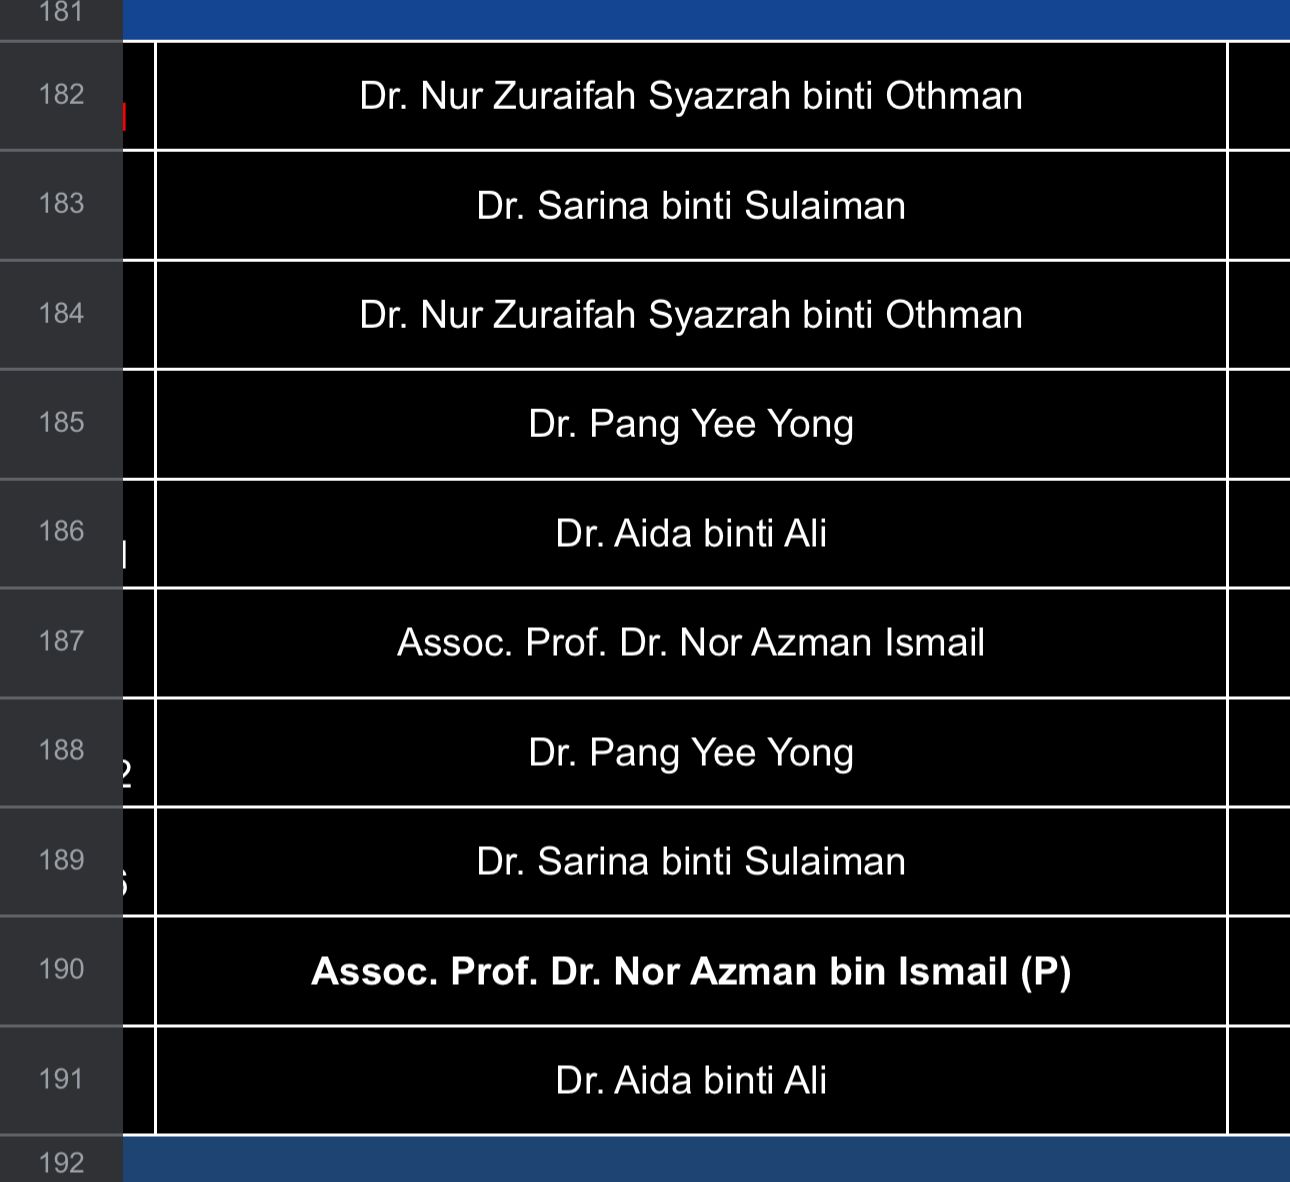 181
182 Dr. Nur Zuraifah Syazrah binti Othman
183 Dr. Sarina binti Sulaiman
184 Dr. Nur Zuraifah Syazrah binti Othman
185 Dr. Pang Yee Yong
186 Dr. Aida binti Ali
187 Assoc. Prof. Dr. Nor Azman Ismail
188 Dr. Pang Yee Yong
189 Dr. Sarina binti Sulaiman
190 Assoc. Prof. Dr. Nor Azman bin Ismail (P)
191 Dr. Aida binti Ali
192